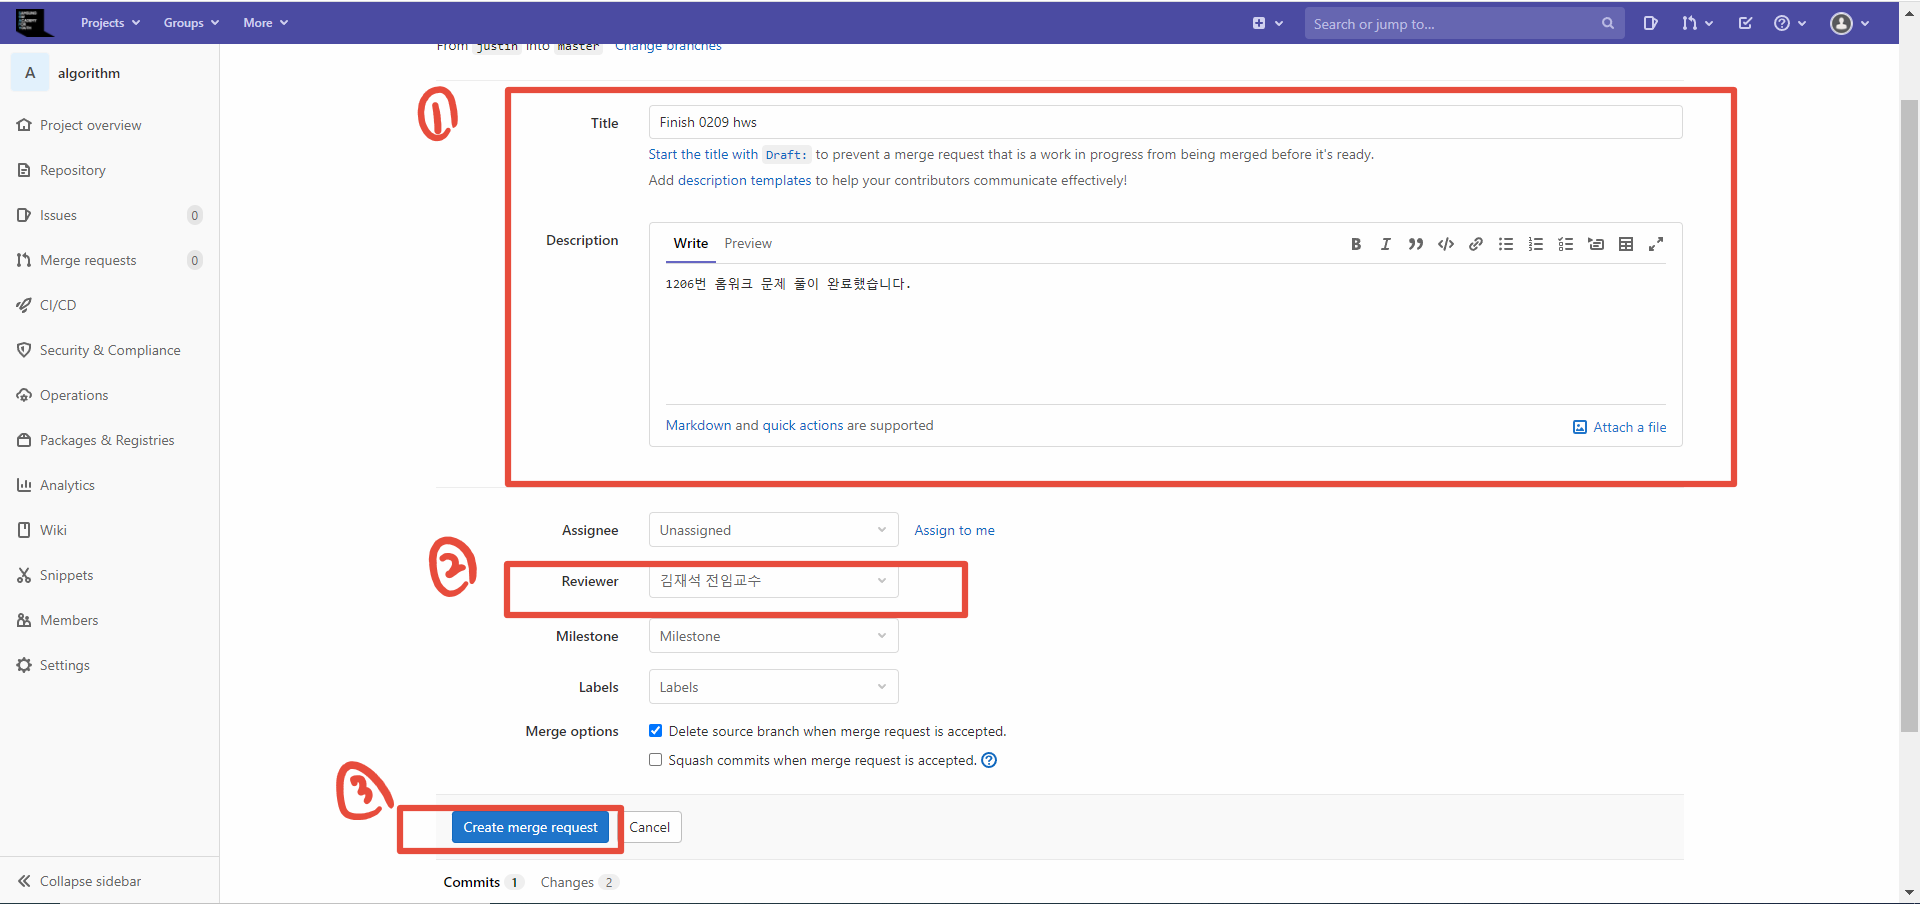 Projects
Groups
More
Search or jump to...
From justin into master Change branches
A algorithm
Project overview
Repository
Issues 0
Merge requests 0
CI/CD
Security & Compliance
Operations
Packages & Registries
Analytics
Wiki
Snippets
Members
Settings
Collapse sidebar
①
Title
Finish 0209 hws
Start the title with Draft: to prevent a merge request that is a work in progress from being merged before it's ready.
Add description templates to help your contributors communicate effectively!
Description
Write Preview
1206번 홈워크 문제 풀이 완료했습니다.
Markdown and quick actions are supported
Attach a file
Assignee
Unassigned
Assign to me
②
Reviewer
김재석 전임교수
Milestone
Milestone
Labels
Labels
Merge options
Delete source branch when merge request is accepted.
Squash commits when merge request is accepted.
③
Create merge request
Cancel
Commits 1 Changes 2